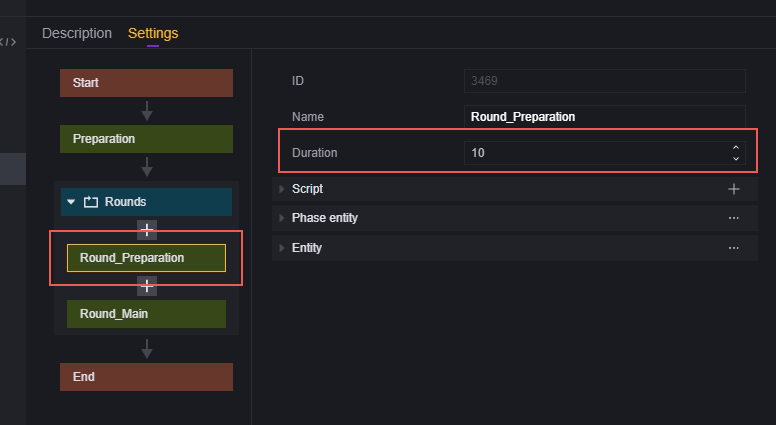 </>
Description Settings
Start
Preparation
Rounds
Round_Preparation
Round_Main
End
ID 3469
Name Round_Preparation
Duration 10
Script
Phase entity
Entity